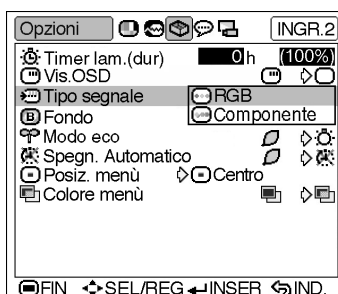 Opzioni INGR.2
Timer lam.(dur) 0 h (100%)
Vis.OSD
Tipo segnale RGB
Componente
B Fondo
Modo eco
Spegn. Automatico
Posiz. menù Centro
Colore menù
FIN SEL/REG INSER IND.